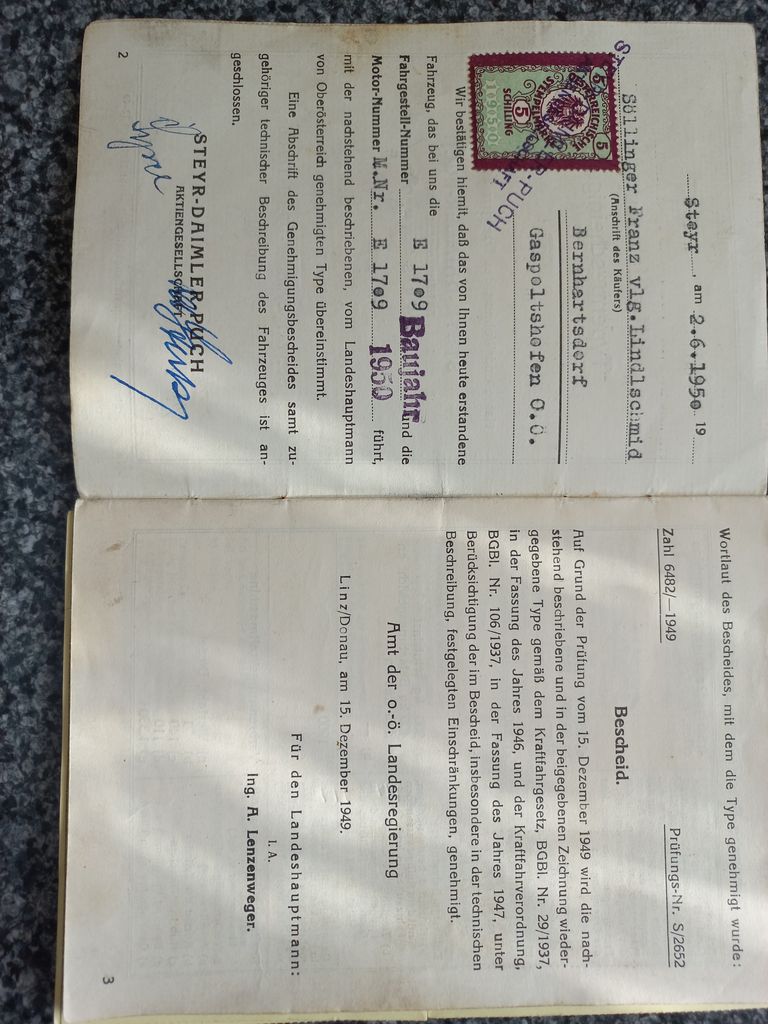 Steyr, am 2.6.1950 19
Söllinger Franz vlg.Lindlschmid
(Anschrift des Käufers)
Bernhartsdorf
Gaspoltshofen O.Ö.
5 5
ÖSTERREICHISCHE
STEMPELMARKE
5
SCHILLING
Wir bestätigen hiemit, daß das von Ihnen heute erstandene
Fahrzeug, das bei uns die
Fahrgestell-Nummer E 1709 Baujahr und die
Motor-Nummer M.Nr. E 1709 1950 führt,
mit der nachstehend beschriebenen, vom Landeshauptmann
von Oberösterreich genehmigten Type übereinstimmt.
Eine Abschrift des Genehmigungsbescheides samt zu-
gehöriger technischer Beschreibung des Fahrzeuges ist an-
geschlossen.
STEYR-DAIMLER-PUCH
AKTIENGESELLSCHAFT
2
Wortlaut des Bescheides, mit dem die Type genehmigt wurde:
Zahl 6482/—1949 Prüfungs-Nr. S/2652
Bescheid.
Auf Grund der Prüfung vom 15. Dezember 1949 wird die nach-
stehend beschriebene und in der beigegebenen Zeichnung wieder-
gegebene Type gemäß dem Kraftfahrgesetz, BGBl. Nr. 29/1937,
in der Fassung des Jahres 1946, und der Kraftfahrverordnung,
BGBl. Nr. 106/1937, in der Fassung des Jahres 1947, unter
Berücksichtigung der im Bescheid, insbesondere in der technischen
Beschreibung, festgelegten Einschränkungen, genehmigt.
Amt der o.-ö. Landesregierung
Linz/Donau, am 15. Dezember 1949.
Für den Landeshauptmann:
I. A.
Ing. A. Lenzenweger.
3